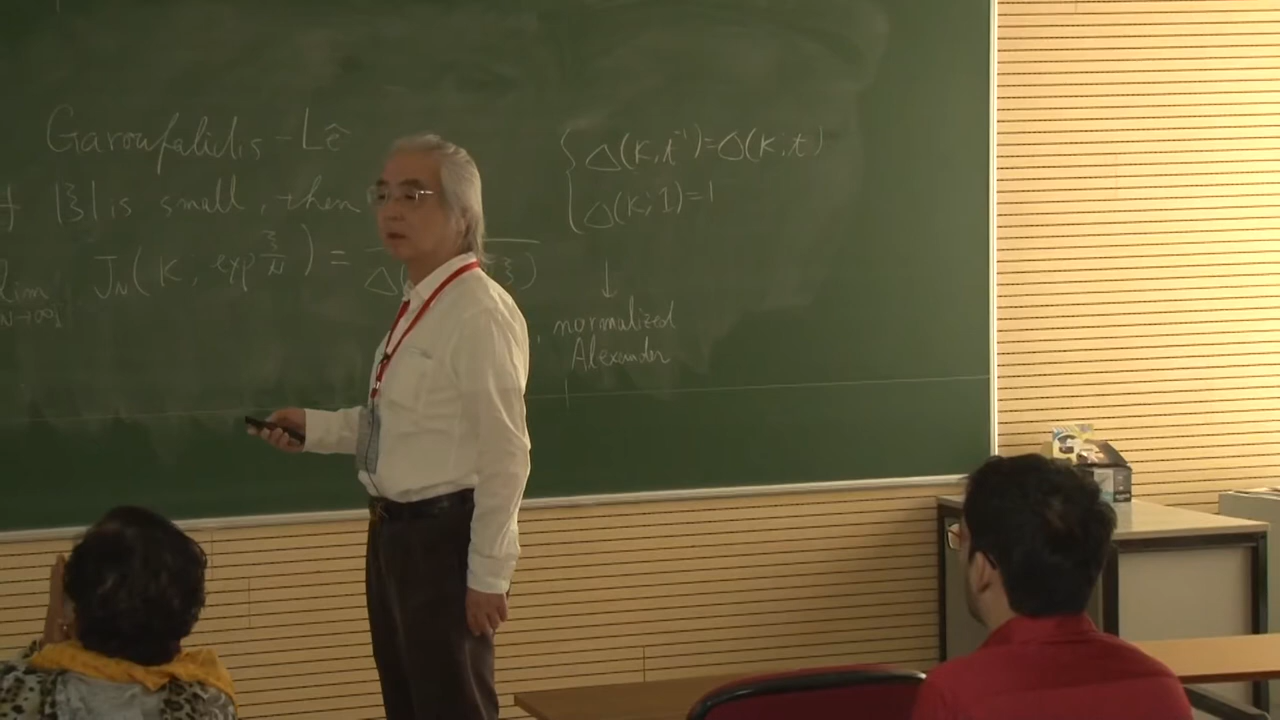 Garoufalidis-Lê
|ξ| is small, then
lim J_N(K, exp ξ/N) =
N→∞
Δ(K,t⁻¹)=Δ(K;t)
Δ(K;1)=1
↓
normalized
Alexander